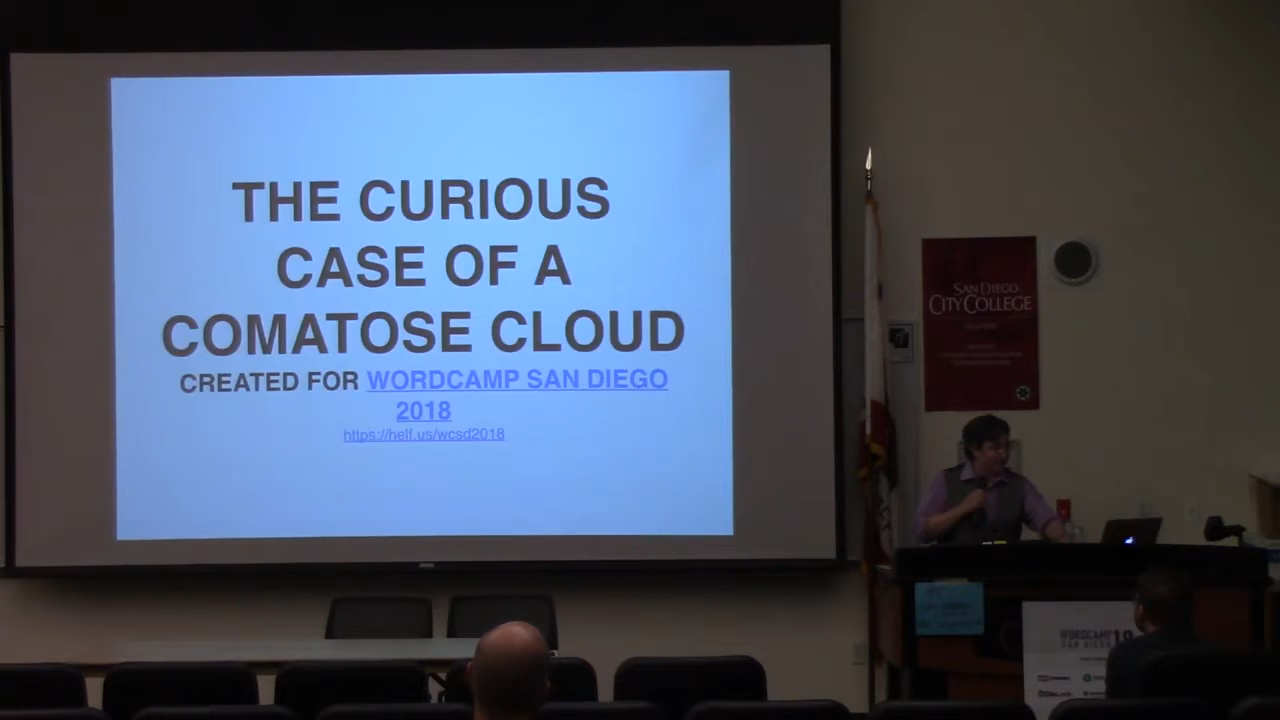 THE CURIOUS
CASE OF A
COMATOSE CLOUD
CREATED FOR WORDCAMP SAN DIEGO
2018
https://helf.us/wcsd2018
SAN DIEGO
CITY COLLEGE
WORDCAMP
SAN DIEGO